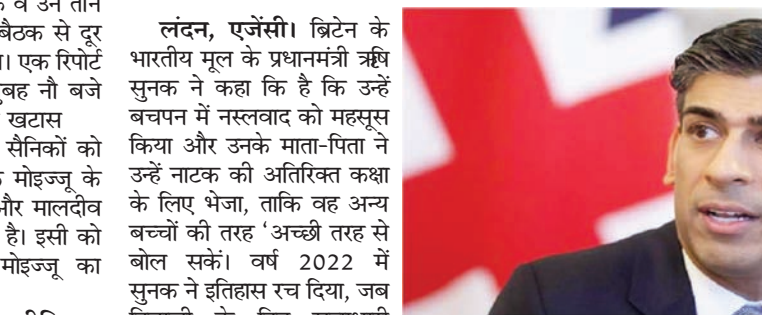 व उन तीन
बैठक से दूर
। एक रिपोर्ट
बह नौ बजे
खटास
सैनिकों को
मोइज्जू के
और मालदीव
है। इसी को
मोइज्जू का
लंदन, एजेंसी। ब्रिटेन के
भारतीय मूल के प्रधानमंत्री ऋषि
सुनक ने कहा कि है कि उन्हें
बचपन में नस्लवाद को महसूस
किया और उनके माता-पिता ने
उन्हें नाटक की अतिरिक्त कक्षा
के लिए भेजा, ताकि वह अन्य
बच्चों की तरह 'अच्छी तरह से
बोल सकें। वर्ष 2022 में
सुनक ने इतिहास रच दिया, जब